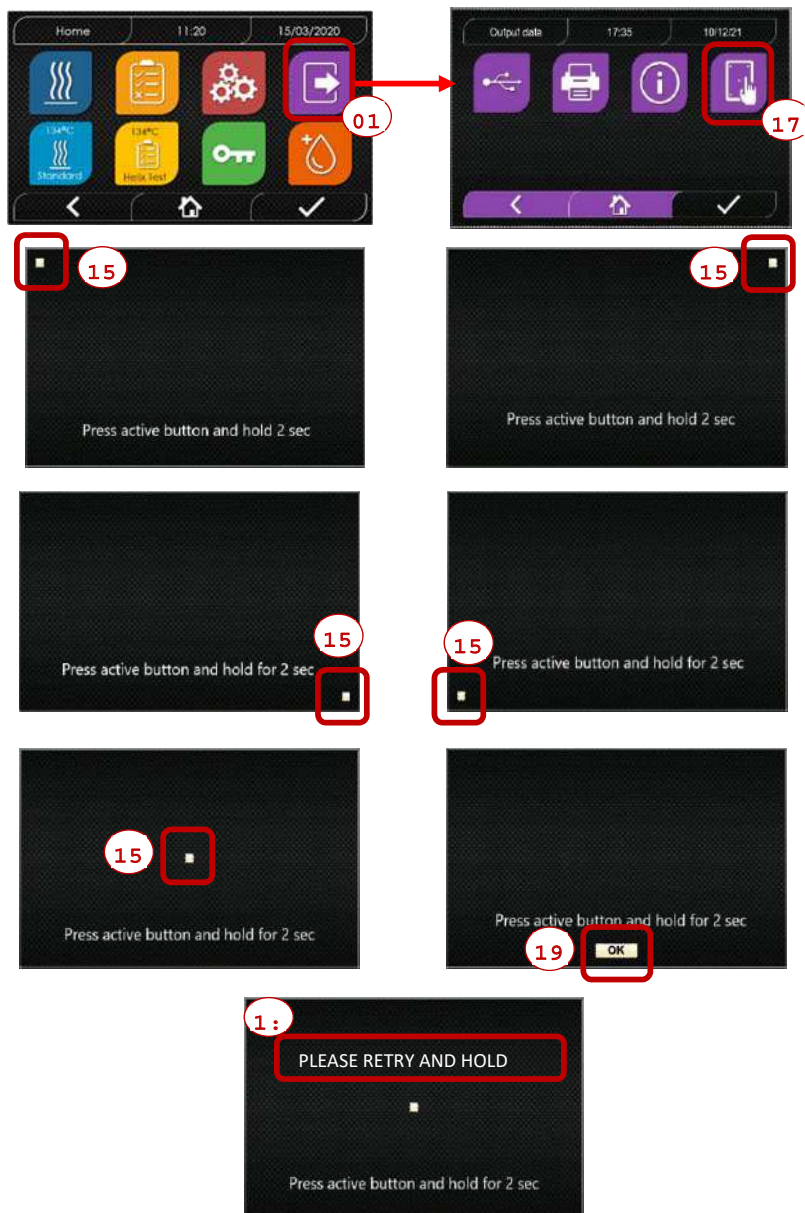 Home 11:20 15/03/2020
Output data 17:35 10/12/21
01
17
134°C
Standard
134°C
Helix Test
15
15
Press active button and hold 2 sec
Press active button and hold 2 sec
15
15
Press active button and hold for 2 sec
Press active button and hold for 2 sec
15
Press active button and hold for 2 sec
Press active button and hold for 2 sec
19
OK
1:
PLEASE RETRY AND HOLD
Press active button and hold for 2 sec